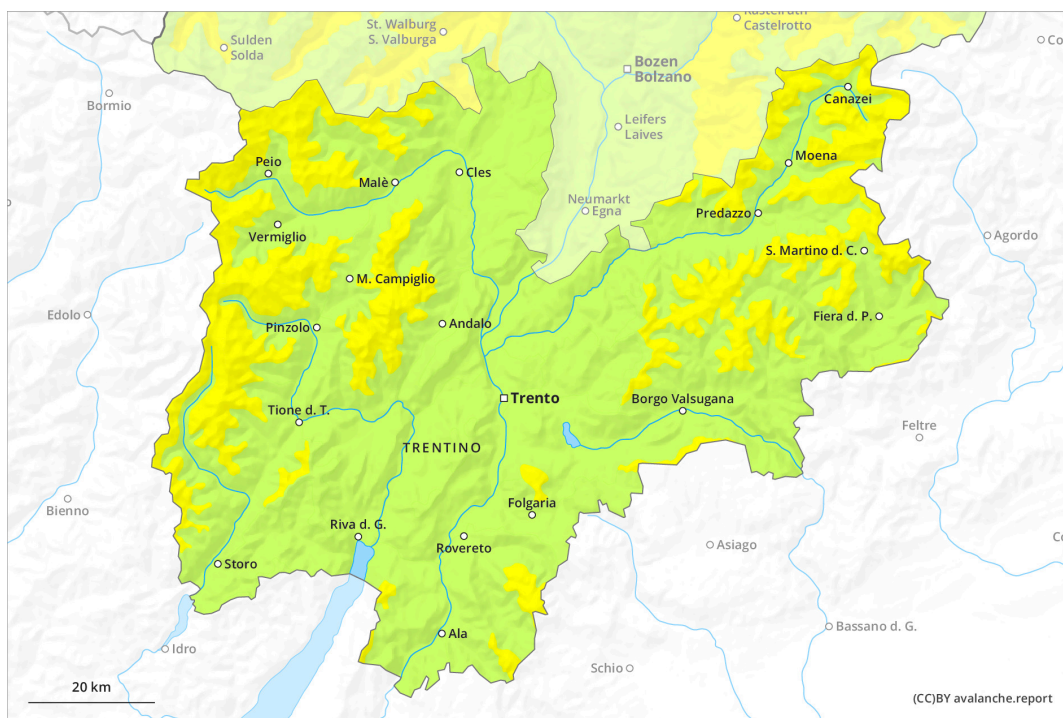 Kastelruth
Castelrotto
St. Walburg
S. Valburga
Sulden
Solda
Bozen
Bolzano
Bormio
Canazei
Leifers
Laives
Moena
Peio
Malè
Cles
Neumarkt
Egna
Predazzo
Vermiglio
Agordo
S. Martino d. C.
M. Campiglio
Edolo
Pinzolo
Andalo
Fiera d. P.
Trento
Borgo Valsugana
Tione d. T.
Feltre
TRENTINO
Bienno
Folgaria
Riva d. G.
Rovereto
Asiago
Storo
Ala
Bassano d. G.
Idro
Schio
20 km
(CC)BY avalanche.report